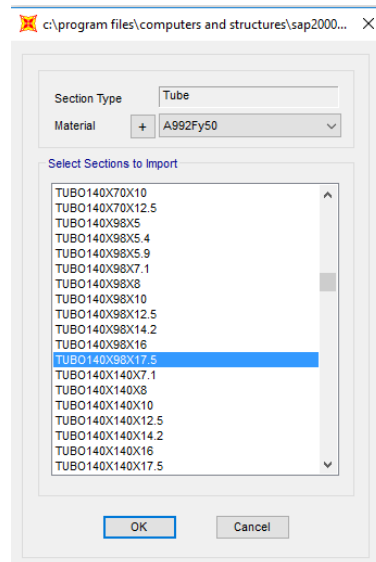 c:\program files\computers and structures\sap2000...
Section Type Tube
Material + A992Fy50
Select Sections to Import
TUBO140X70X10
TUBO140X70X12.5
TUBO140X98X5
TUBO140X98X5.4
TUBO140X98X5.9
TUBO140X98X7.1
TUBO140X98X8
TUBO140X98X10
TUBO140X98X12.5
TUBO140X98X14.2
TUBO140X98X16
TUBO140X98X17.5
TUBO140X140X7.1
TUBO140X140X8
TUBO140X140X10
TUBO140X140X12.5
TUBO140X140X14.2
TUBO140X140X16
TUBO140X140X17.5
OK Cancel